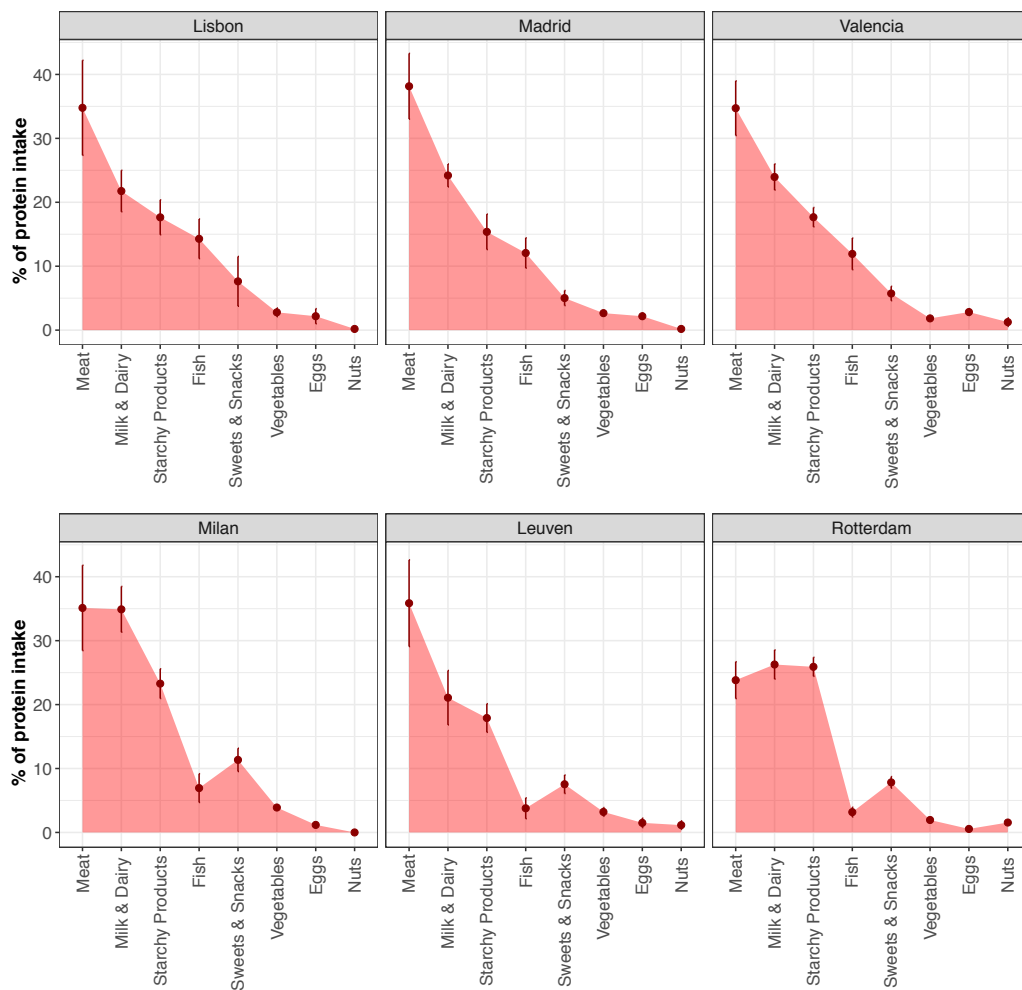 Lisbon
Madrid
Valencia
% of protein intake
40
30
20
10
0
Meat
Milk & Dairy
Starchy Products
Fish
Sweets & Snacks
Vegetables
Eggs
Nuts
Meat
Milk & Dairy
Starchy Products
Fish
Sweets & Snacks
Vegetables
Eggs
Nuts
Meat
Milk & Dairy
Starchy Products
Fish
Sweets & Snacks
Vegetables
Eggs
Nuts
Milan
Leuven
Rotterdam
% of protein intake
40
30
20
10
0
Meat
Milk & Dairy
Starchy Products
Fish
Sweets & Snacks
Vegetables
Eggs
Nuts
Meat
Milk & Dairy
Starchy Products
Fish
Sweets & Snacks
Vegetables
Eggs
Nuts
Meat
Milk & Dairy
Starchy Products
Fish
Sweets & Snacks
Vegetables
Eggs
Nuts